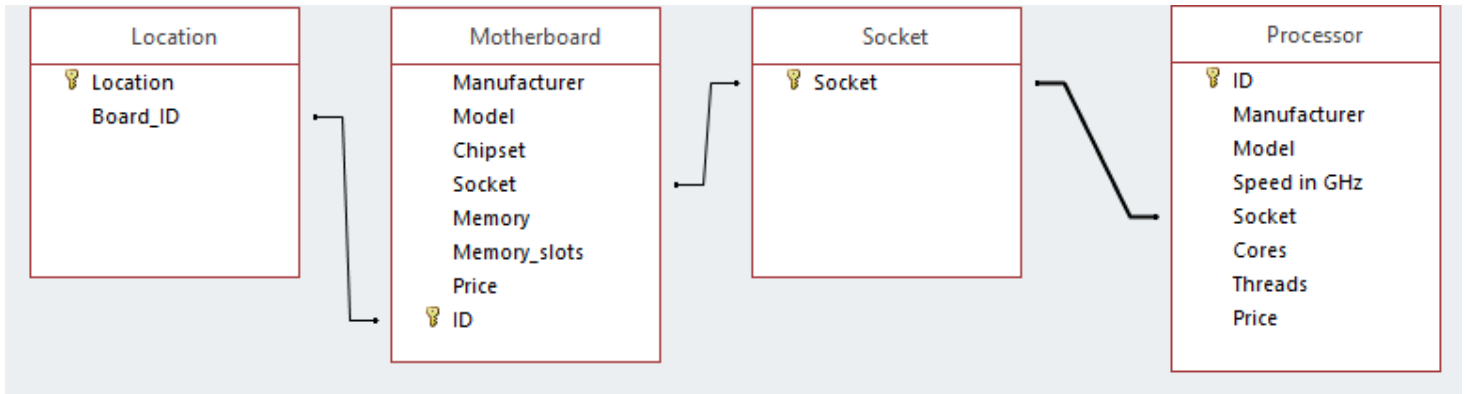 Location
Location
Board_ID
Motherboard
Manufacturer
Model
Chipset
Socket
Memory
Memory_slots
Price
ID
Socket
Socket
Processor
ID
Manufacturer
Model
Speed in GHz
Socket
Cores
Threads
Price